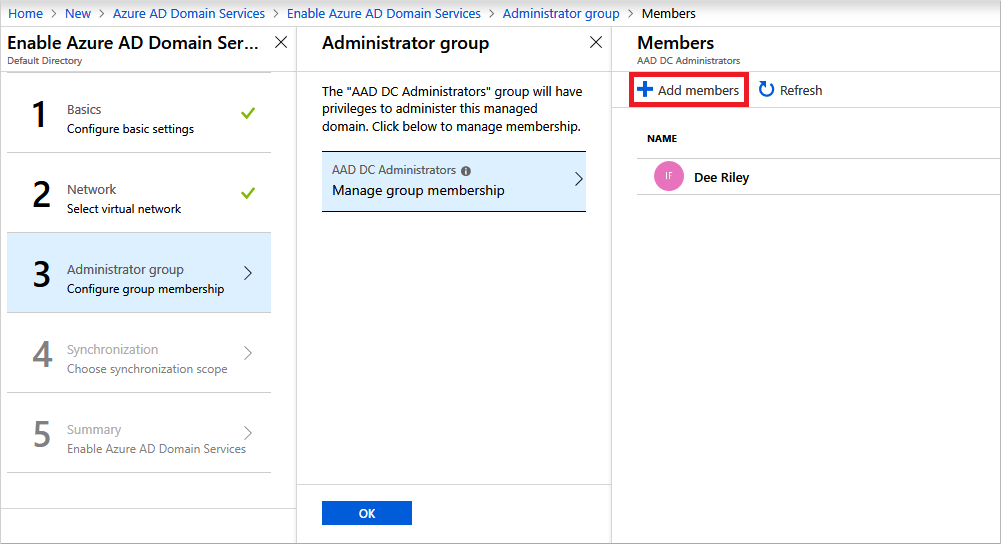 Home > New > Azure AD Domain Services > Enable Azure AD Domain Services > Administrator group > Members
Enable Azure AD Domain Ser...
Default Directory
1
Basics
Configure basic settings
2
Network
Select virtual network
3
Administrator group
Configure group membership
4
Synchronization
Choose synchronization scope
5
Summary
Enable Azure AD Domain Services
Administrator group
The "AAD DC Administrators" group will have
privileges to administer this managed
domain. Click below to manage membership.
AAD DC Administrators
Manage group membership
OK
Members
AAD DC Administrators
Add members
Refresh
NAME
Dee Riley